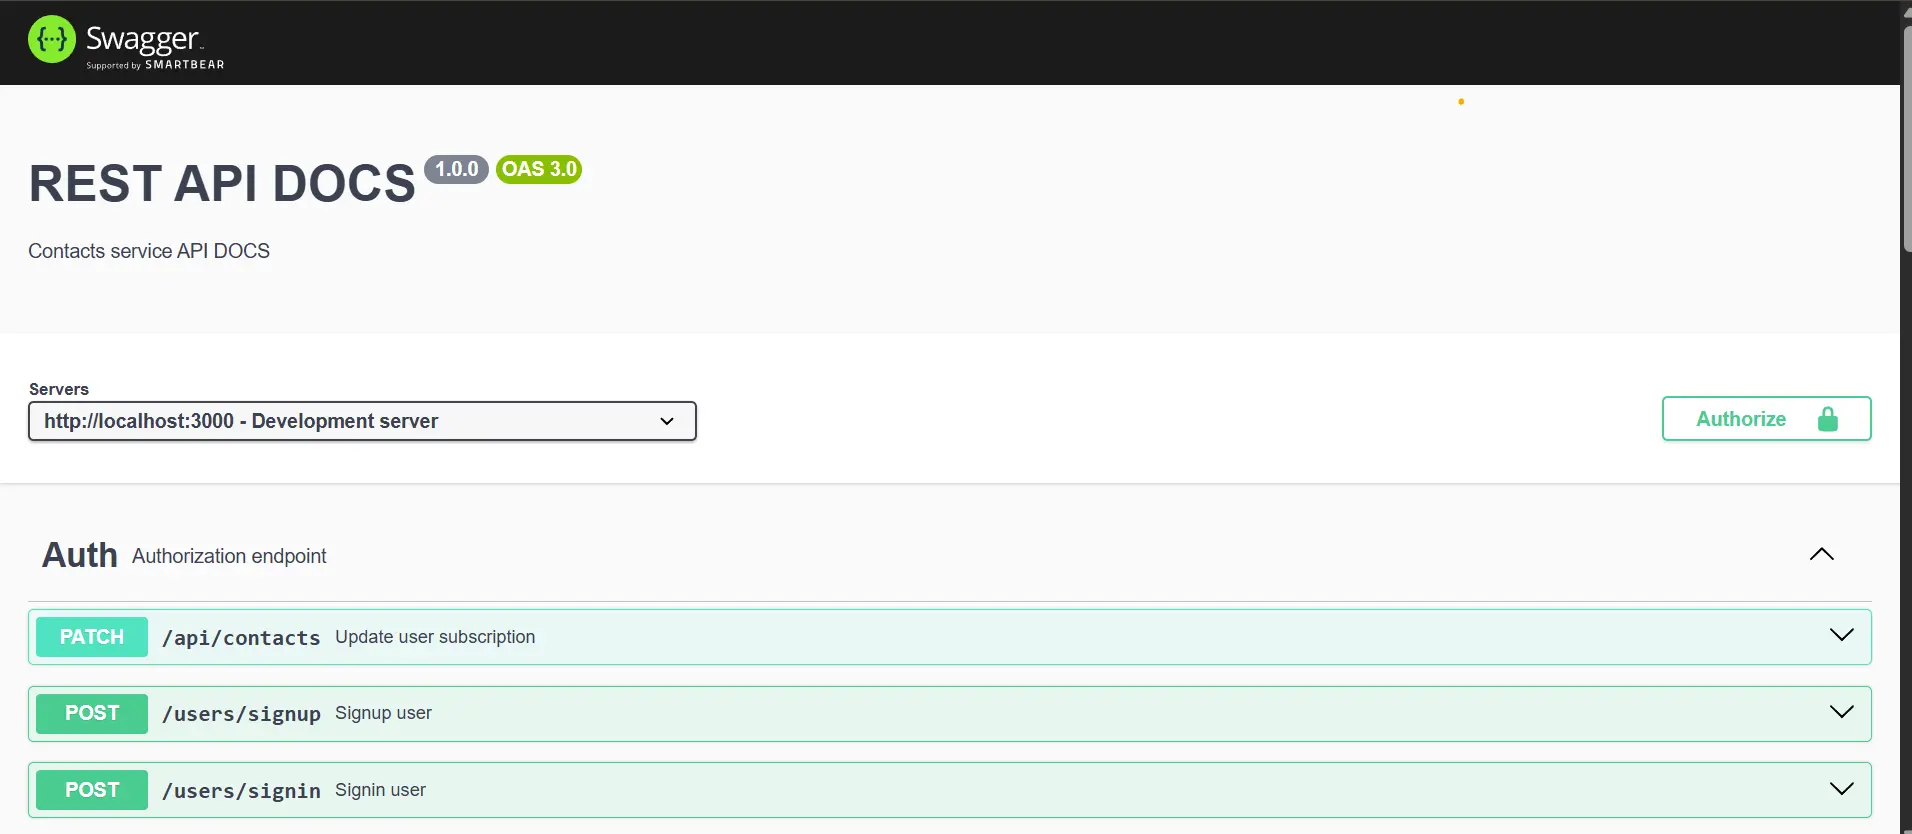 Swagger
Supported by SMARTBEAR
REST API DOCS 1.0.0 OAS 3.0
Contacts service API DOCS
Servers
http://localhost:3000 - Development server
Authorize
Auth Authorization endpoint
PATCH /api/contacts Update user subscription
POST /users/signup Signup user
POST /users/signin Signin user